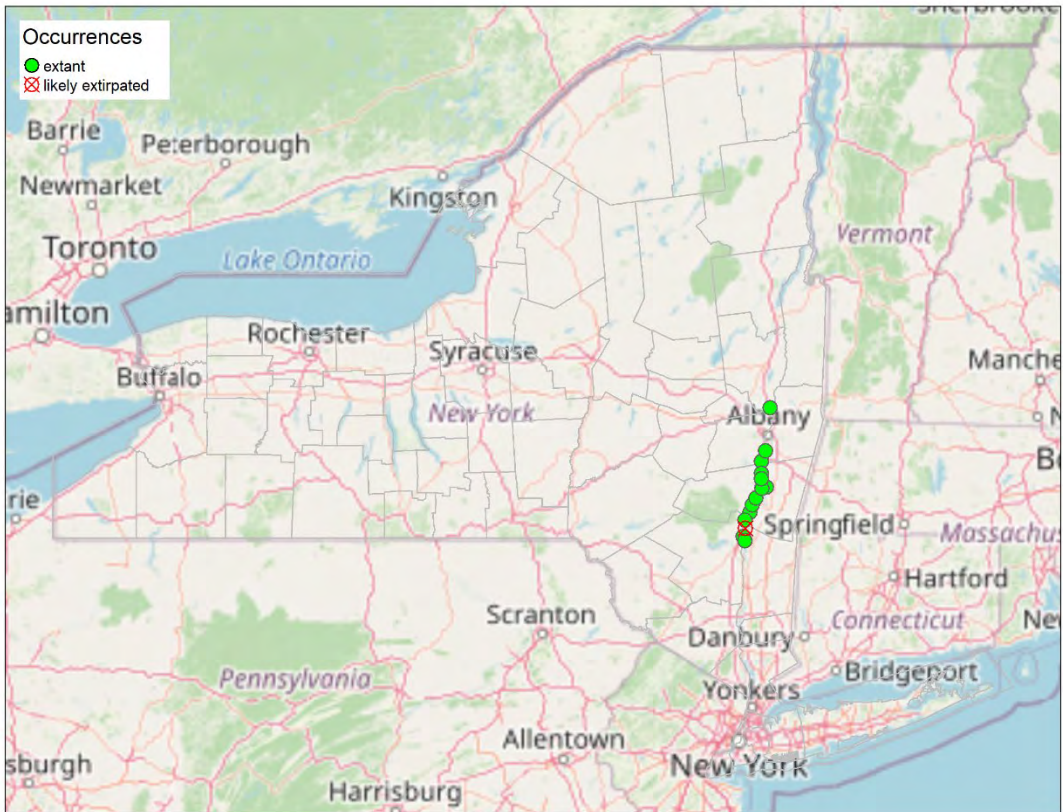 Sherbrooke
Occurrences
extant
likely extirpated
Barrie
Peterborough
Newmarket
Kingston
Toronto
Vermont
Lake Ontario
amilton
Rochester
Syracuse
Manche
Buffalo
New York
Albany
N
Be
rie
Springfield
Massachus
Hartford
Scranton
Connecticut
Ne
Danbury
Pennsylvania
Bridgeport
Yonkers
Allentown
sburgh
New York
Harrisburg